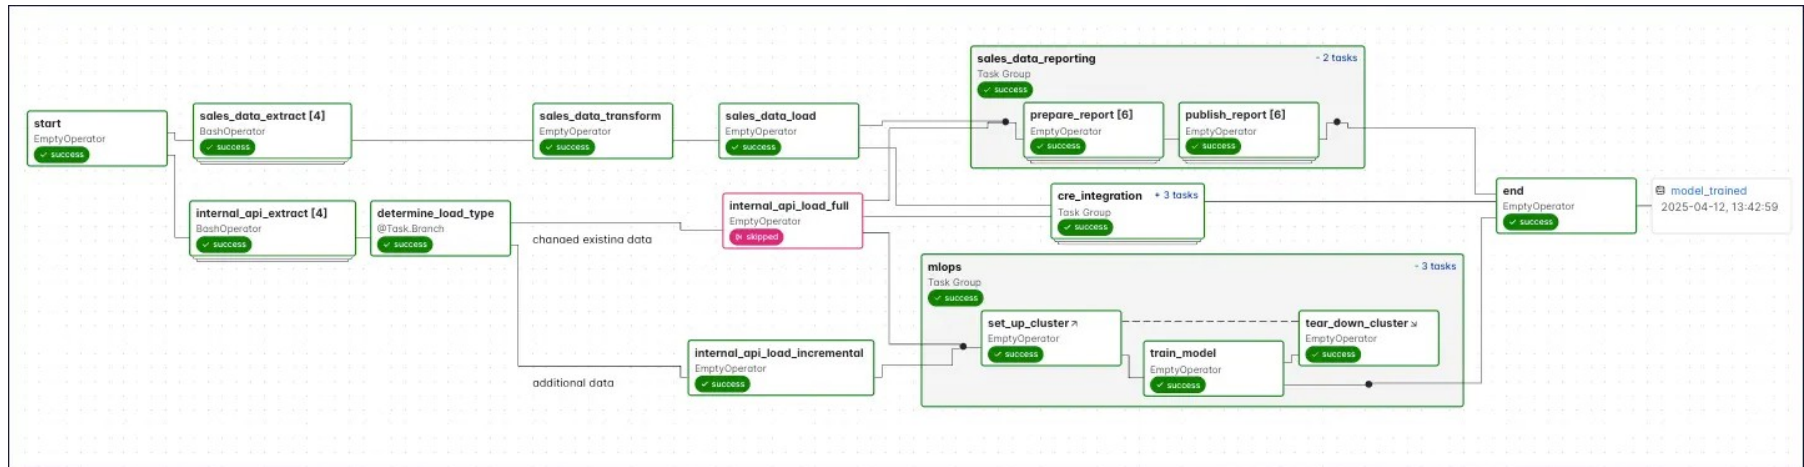 start
EmptyOperator
success
sales_data_extract [4]
BashOperator
success
internal_api_extract [4]
BashOperator
success
determine_load_type
@Task.Branch
success
chanaed existina data
additional data
sales_data_transform
EmptyOperator
success
sales_data_load
EmptyOperator
success
internal_api_load_full
EmptyOperator
skipped
internal_api_load_incremental
EmptyOperator
success
sales_data_reporting
- 2 tasks
Task Group
success
prepare_report [6]
EmptyOperator
success
publish_report [6]
EmptyOperator
success
cre_integration
+ 3 tasks
Task Group
success
mlops
- 3 tasks
Task Group
success
set_up_cluster
EmptyOperator
success
train_model
EmptyOperator
success
tear_down_cluster
EmptyOperator
success
end
EmptyOperator
success
model_trained
2025-04-12, 13:42:59